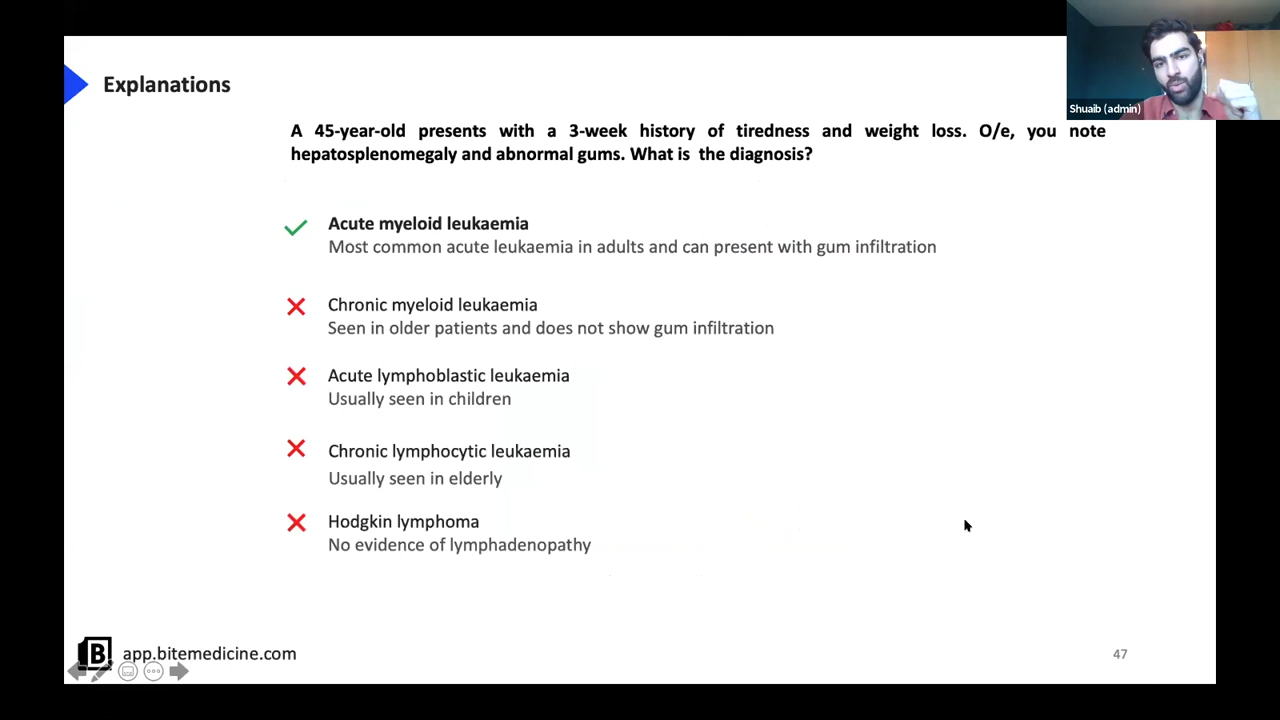 Shuaib (admin)
Explanations
A 45-year-old presents with a 3-week history of tiredness and weight loss. O/e, you note
hepatosplenomegaly and abnormal gums. What is the diagnosis?
Acute myeloid leukaemia
Most common acute leukaemia in adults and can present with gum infiltration
Chronic myeloid leukaemia
Seen in older patients and does not show gum infiltration
Acute lymphoblastic leukaemia
Usually seen in children
Chronic lymphocytic leukaemia
Usually seen in elderly
Hodgkin lymphoma
No evidence of lymphadenopathy
B app.bitemedicine.com
47